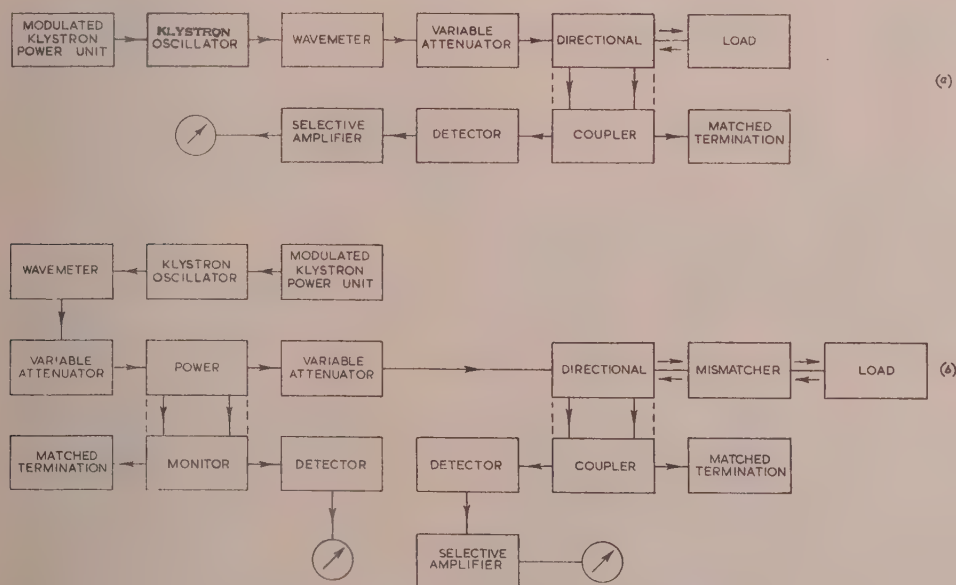 MODULATED
KLYSTRON
POWER UNIT
KLYSTRON
OSCILLATOR
WAVEMETER
VARIABLE
ATTENUATOR
DIRECTIONAL
LOAD
(a)
SELECTIVE
AMPLIFIER
DETECTOR
COUPLER
MATCHED
TERMINATION
WAVEMETER
KLYSTRON
OSCILLATOR
MODULATED
KLYSTRON
POWER UNIT
VARIABLE
ATTENUATOR
POWER
VARIABLE
ATTENUATOR
DIRECTIONAL
MISMATCHER
LOAD
(b)
MATCHED
TERMINATION
MONITOR
DETECTOR
DETECTOR
COUPLER
MATCHED
TERMINATION
SELECTIVE
AMPLIFIER